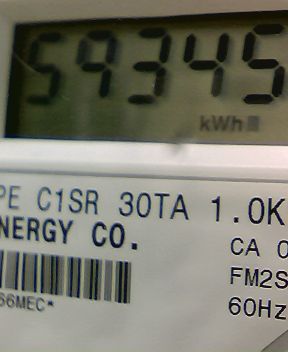 59345
kWh
PE C1SR 30TA 1.0K
NERGY CO.
CA 0
FM2S
66MEC*
60Hz